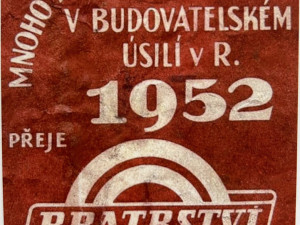 MNOHO
V BUDOVATELSKÉM
ÚSILÍ V R.
1952
PŘEJE
BRATRSTVÍ